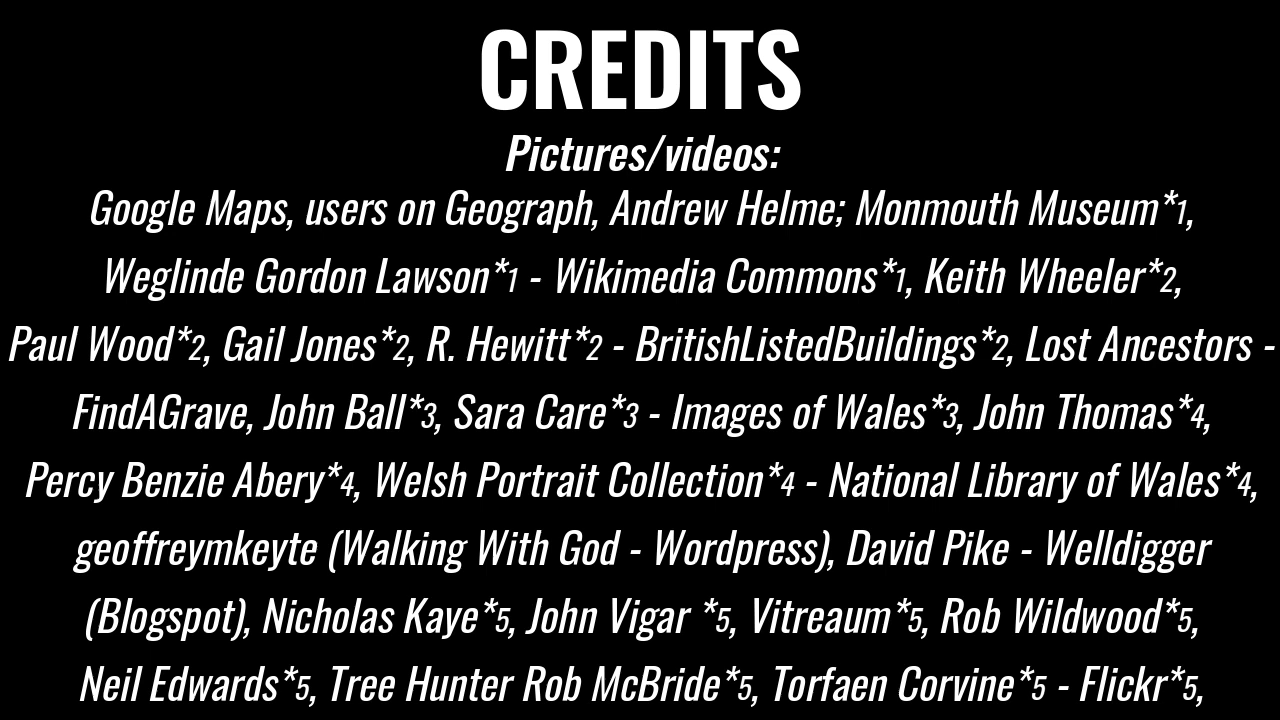 CREDITS
Pictures/videos:
Google Maps, users on Geograph, Andrew Helme; Monmouth Museum*1,
Weglinde Gordon Lawson*1 - Wikimedia Commons*1, Keith Wheeler*2,
Paul Wood*2, Gail Jones*2, R. Hewitt*2 - BritishListedBuildings*2, Lost Ancestors -
FindAGrave, John Ball*3, Sara Care*3 - Images of Wales*3, John Thomas*4,
Percy Benzie Abery*4, Welsh Portrait Collection*4 - National Library of Wales*4,
geoffreymkeyte (Walking With God - Wordpress), David Pike - Welldigger
(Blogspot), Nicholas Kaye*5, John Vigar *5, Vitreaum*5, Rob Wildwood*5,
Neil Edwards*5, Tree Hunter Rob McBride*5, Torfaen Corvine*5 - Flickr*5,